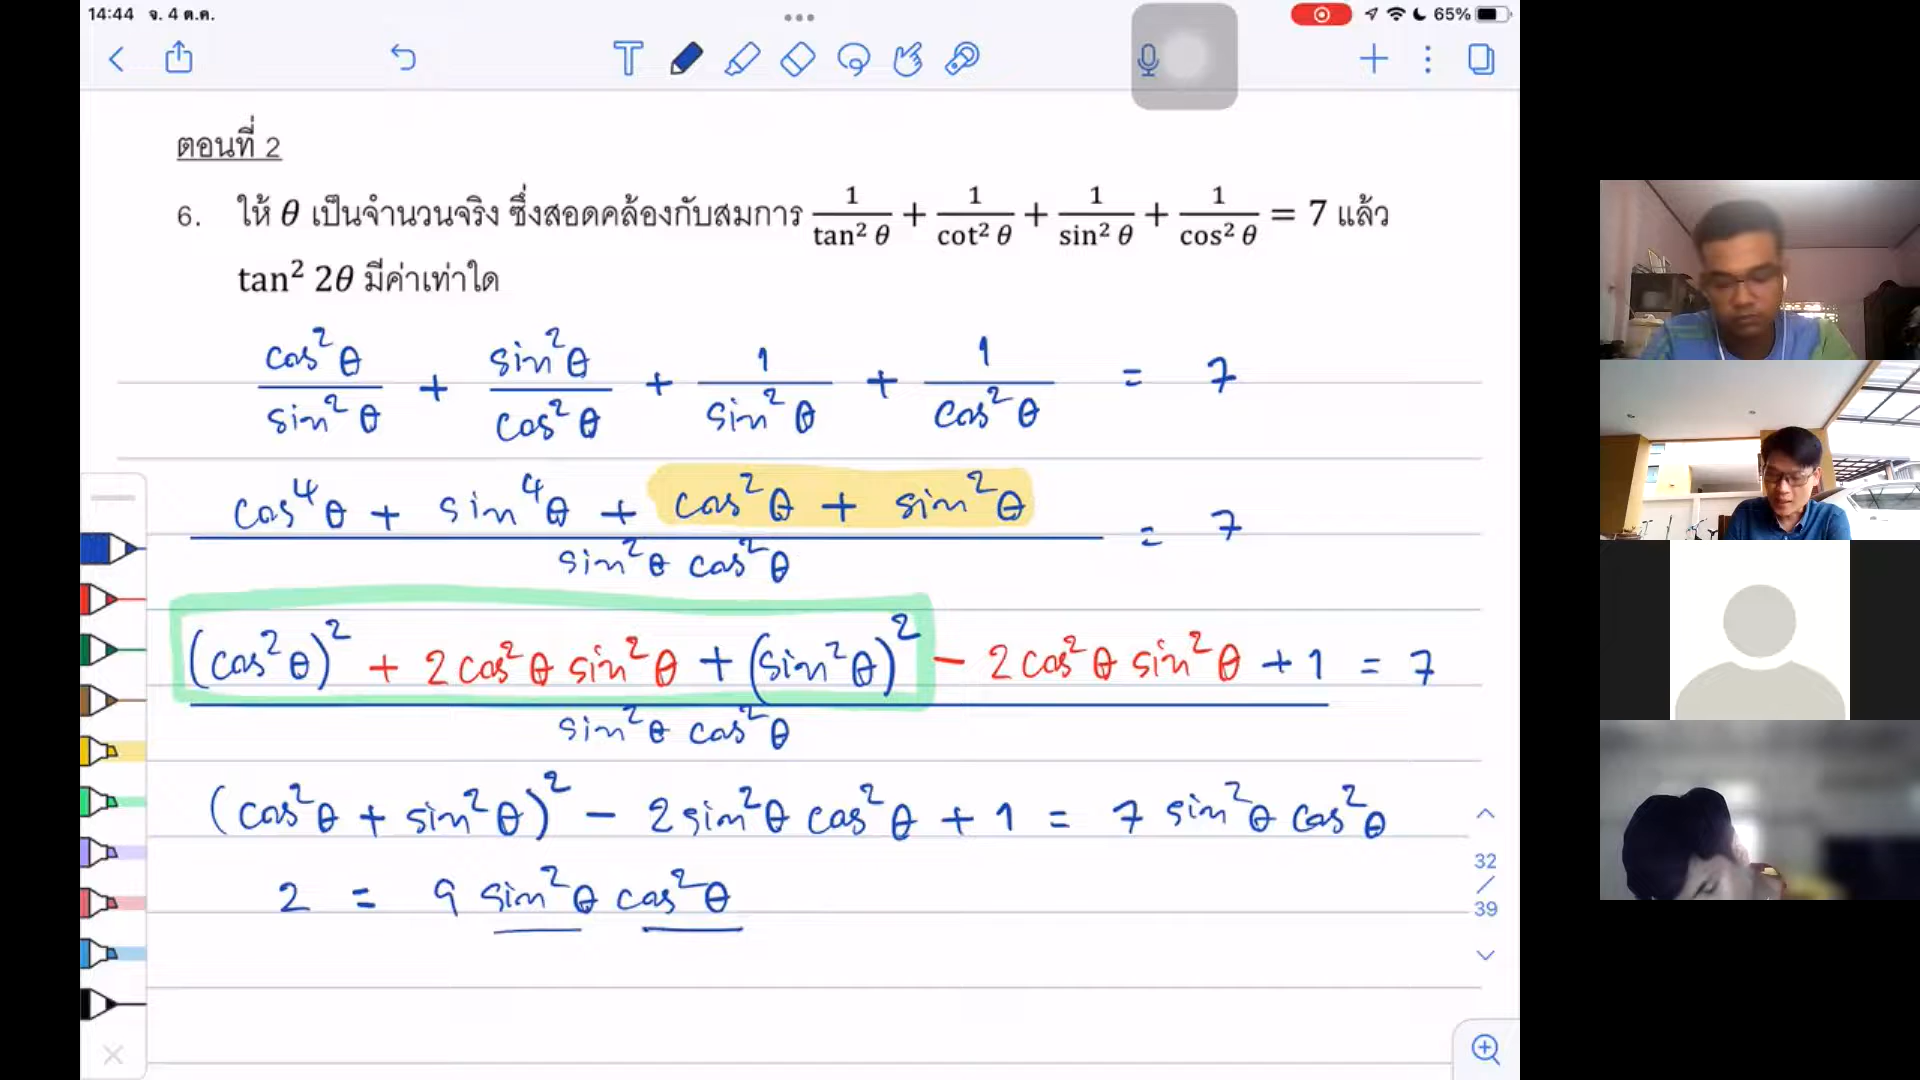 14:44 จ. 4 ต.ค.
65%
ตอนที่ 2
6. ให้ θ เป็นจำนวนจริง ซึ่งสอดคล้องกับสมการ 1/tan² θ + 1/cot² θ + 1/sin² θ + 1/cos² θ = 7 แล้ว
tan² 2θ มีค่าเท่าใด
cos²θ/sin²θ + sin²θ/cos²θ + 1/sin²θ + 1/cos²θ = 7
(cos⁴θ + sin⁴θ + cos²θ + sin²θ)/(sin²θ cos²θ) = 7
((cos²θ)² + 2cos²θ sin²θ + (sin²θ)² − 2cos²θ sin²θ + 1)/(sin²θ cos²θ) = 7
(cos²θ + sin²θ)² − 2sin²θ cos²θ + 1 = 7 sin²θ cos²θ
2 = 9 sin²θ cos²θ
32
/
39